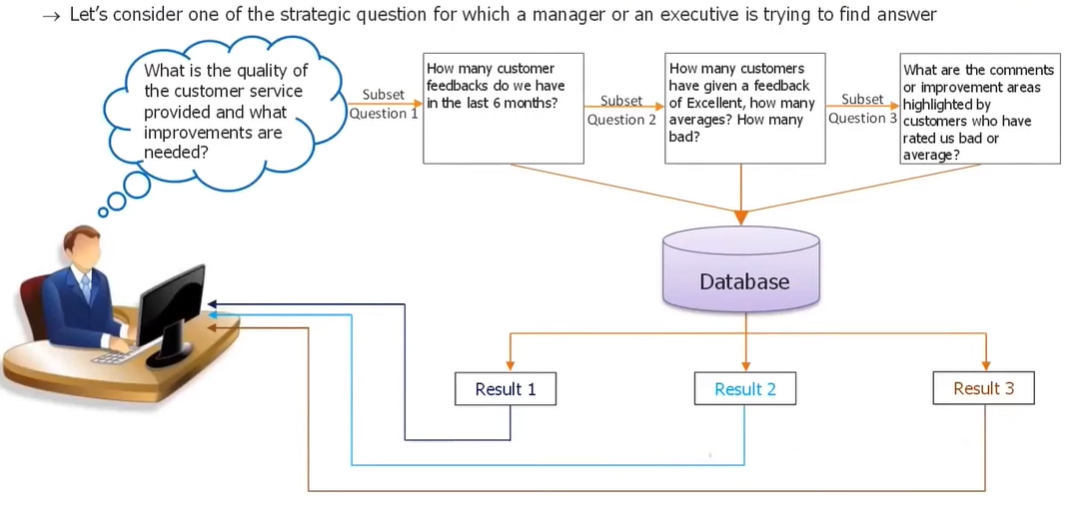 → Let's consider one of the strategic question for which a manager or an executive is trying to find answer
What is the quality of
the customer service
provided and what
improvements are
needed?
Subset
Question 1
How many customer
feedbacks do we have
in the last 6 months?
Subset
Question 2
How many customers
have given a feedback
of Excellent, how many
averages? How many
bad?
Subset
Question 3
What are the comments
or improvement areas
highlighted by
customers who have
rated us bad or
average?
Database
Result 1
Result 2
Result 3